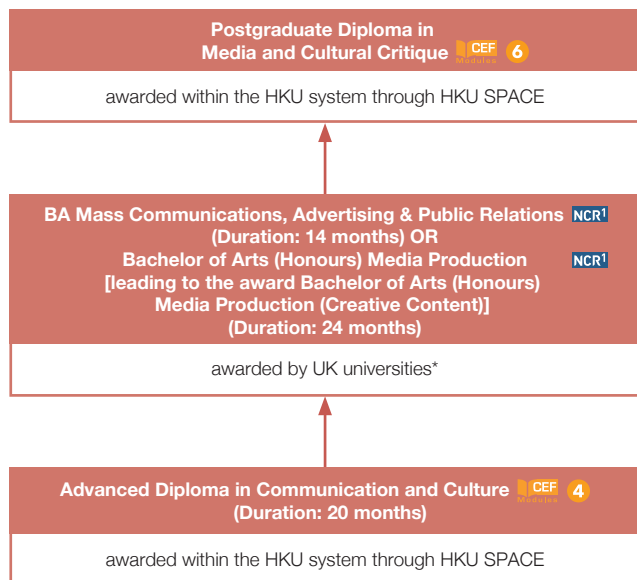 Postgraduate Diploma in
Media and Cultural Critique CEF Modules 6
awarded within the HKU system through HKU SPACE
BA Mass Communications, Advertising & Public Relations NCR1
(Duration: 14 months) OR
Bachelor of Arts (Honours) Media Production NCR1
[leading to the award Bachelor of Arts (Honours)
Media Production (Creative Content)]
(Duration: 24 months)
awarded by UK universities*
Advanced Diploma in Communication and Culture CEF Modules 4
(Duration: 20 months)
awarded within the HKU system through HKU SPACE